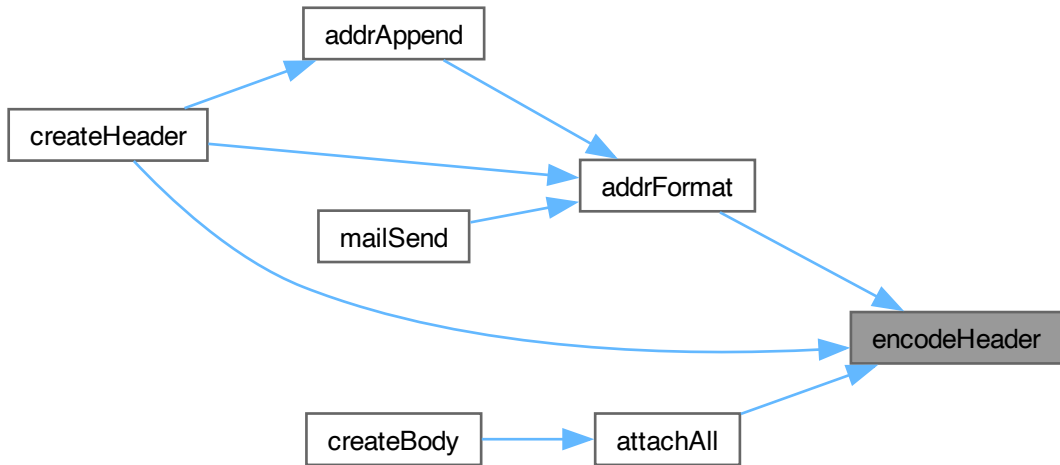 addrAppend
createHeader
addrFormat
mailSend
encodeHeader
createBody
attachAll